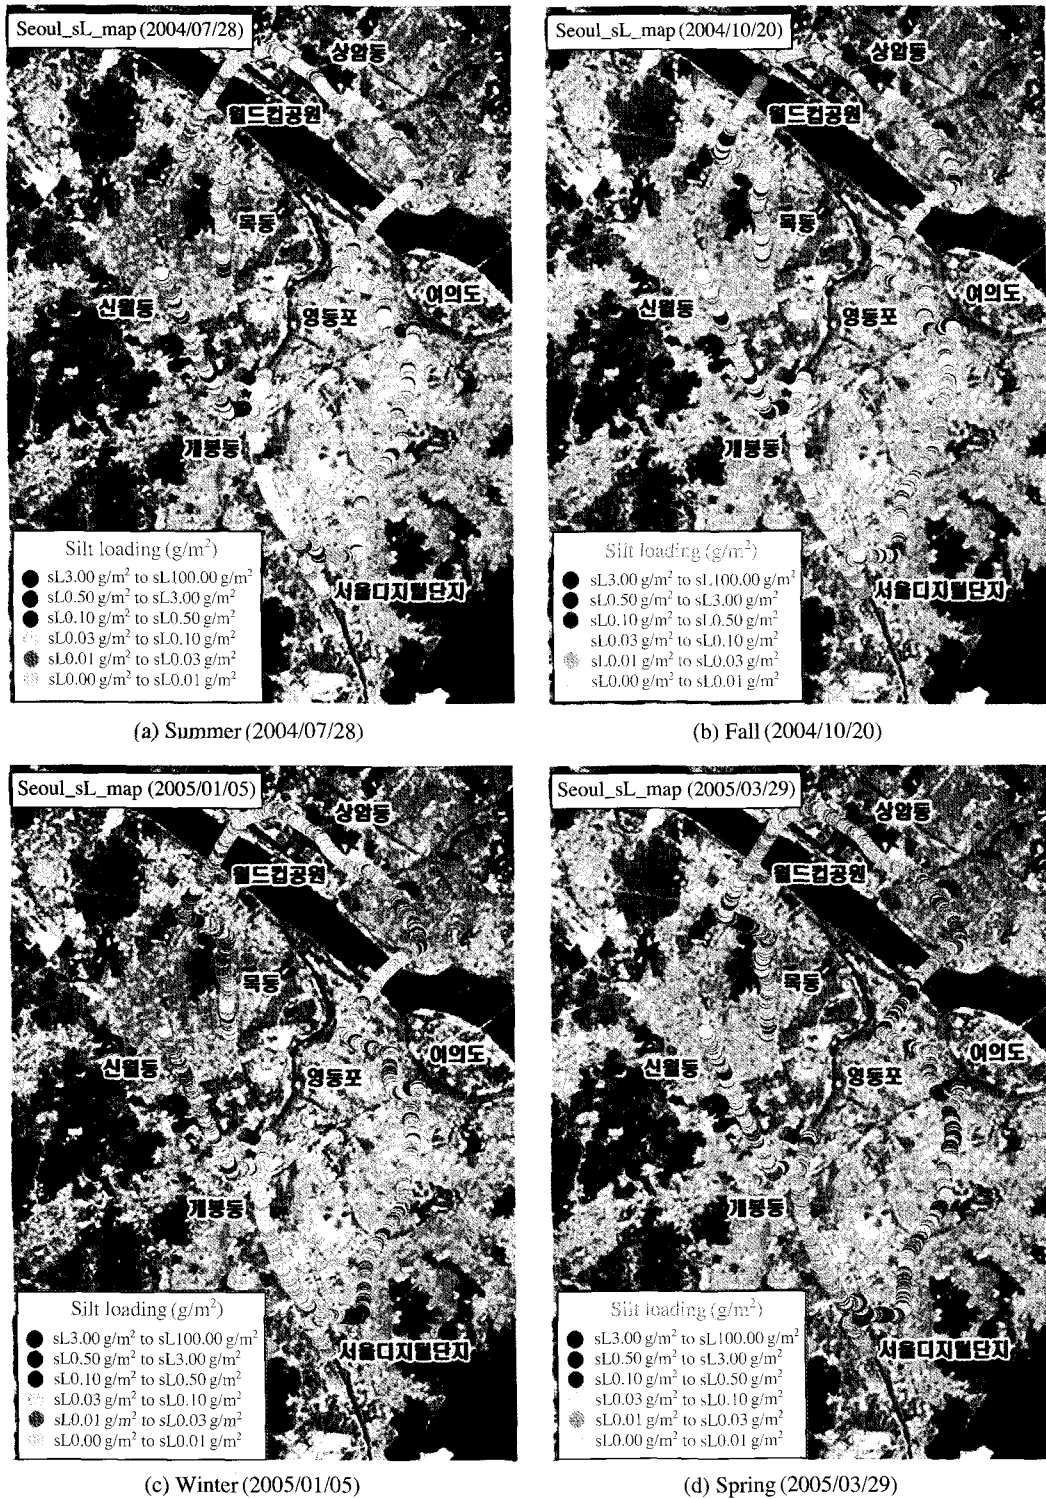 Seoul_sL_map (2004/07/28)
상암동
월드컵공원
목동
신월동
여의도
영등포
개봉동
Silt loading (g/m²)
sL3.00 g/m² to sL100.00 g/m²
sL0.50 g/m² to sL3.00 g/m²
sL0.10 g/m² to sL0.50 g/m²
sL0.03 g/m² to sL0.10 g/m²
sL0.01 g/m² to sL0.03 g/m²
sL0.00 g/m² to sL0.01 g/m²
서울디지털단지
(a) Summer (2004/07/28)
Seoul_sL_map (2004/10/20)
상암동
월드컵공원
목동
신월동
여의도
영등포
개봉동
Silt loading (g/m²)
sL3.00 g/m² to sL100.00 g/m²
sL0.50 g/m² to sL3.00 g/m²
sL0.10 g/m² to sL0.50 g/m²
sL0.03 g/m² to sL0.10 g/m²
sL0.01 g/m² to sL0.03 g/m²
sL0.00 g/m² to sL0.01 g/m²
서울디지털단지
(b) Fall (2004/10/20)
Seoul_sL_map (2005/01/05)
상암동
월드컵공원
목동
신월동
여의도
영등포
개봉동
Silt loading (g/m²)
sL3.00 g/m² to sL100.00 g/m²
sL0.50 g/m² to sL3.00 g/m²
sL0.10 g/m² to sL0.50 g/m²
sL0.03 g/m² to sL0.10 g/m²
sL0.01 g/m² to sL0.03 g/m²
sL0.00 g/m² to sL0.01 g/m²
서울디지털단지
(c) Winter (2005/01/05)
Seoul_sL_map (2005/03/29)
상암동
월드컵공원
목동
신월동
여의도
영등포
개봉동
Silt loading (g/m²)
sL3.00 g/m² to sL100.00 g/m²
sL0.50 g/m² to sL3.00 g/m²
sL0.10 g/m² to sL0.50 g/m²
sL0.03 g/m² to sL0.10 g/m²
sL0.01 g/m² to sL0.03 g/m²
sL0.00 g/m² to sL0.01 g/m²
서울디지털단지
(d) Spring (2005/03/29)